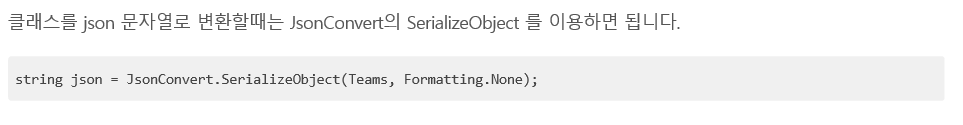 클래스를 json 문자열로 변환할때는 JsonConvert의 SerializeObject 를 이용하면 됩니다.
string json = JsonConvert.SerializeObject(Teams, Formatting.None);